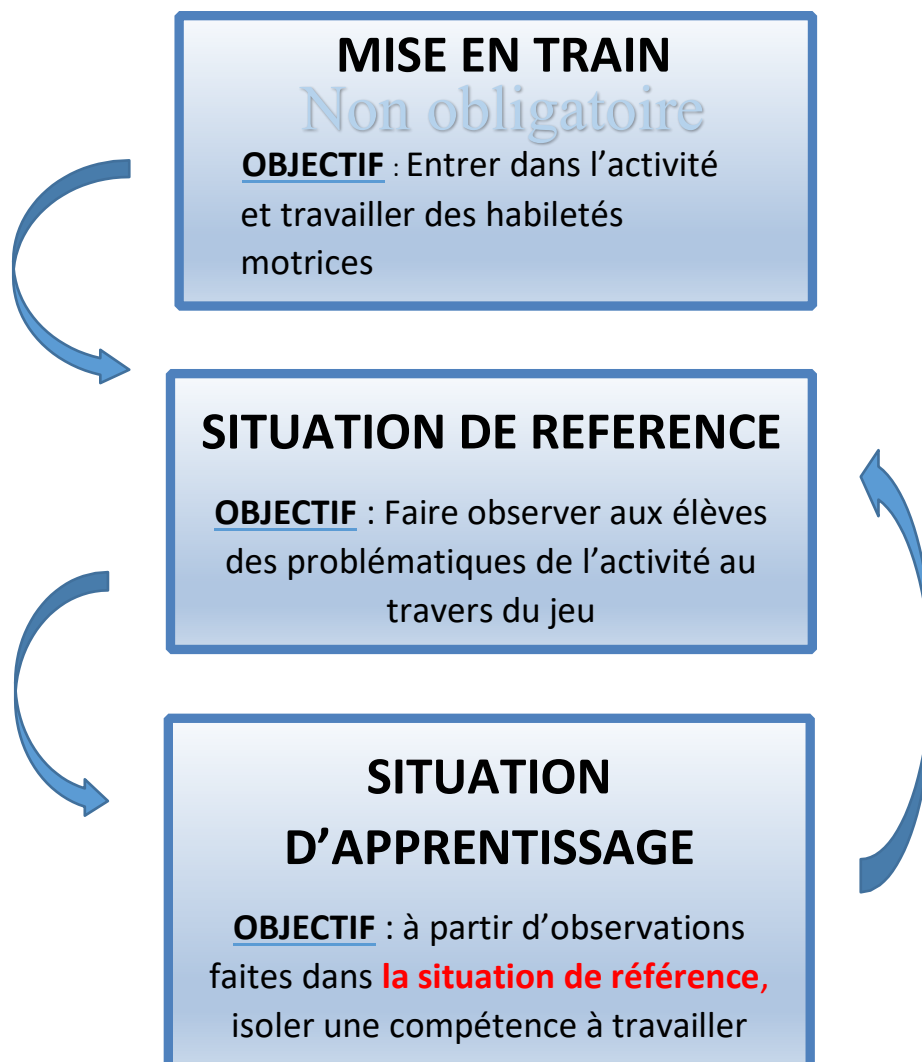 MISE EN TRAIN
Non obligatoire
OBJECTIF : Entrer dans l’activité
et travailler des habiletés
motrices
SITUATION DE REFERENCE
OBJECTIF : Faire observer aux élèves
des problématiques de l’activité au
travers du jeu
SITUATION
D’APPRENTISSAGE
OBJECTIF : à partir d’observations
faites dans la situation de référence,
isoler une compétence à travailler